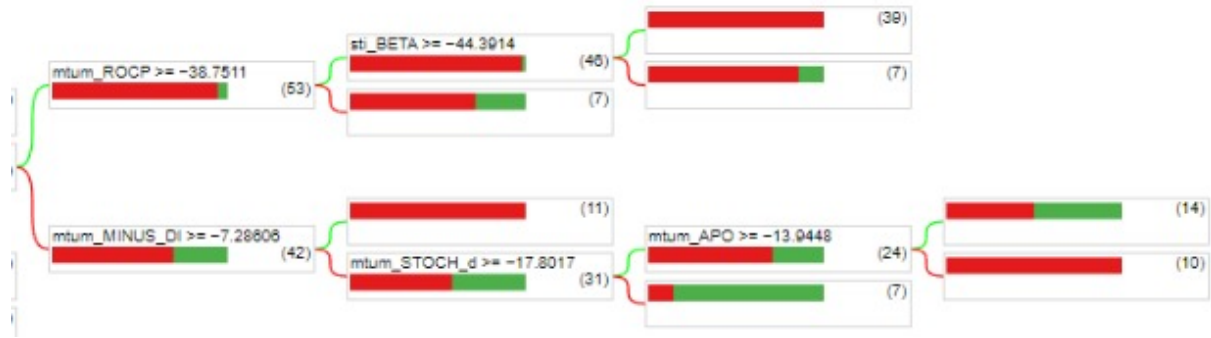 (39)
sti_BETA >= −44.3914
(46)
mtum_ROCP >= −38.7511
(53)
(7)
(7)
(11)
(14)
mtum_MINUS_DI >= −7.28606
(42)
mtum_APO >= −13.9448
(24)
mtum_STOCH_d >= −17.8017
(31)
(10)
(7)